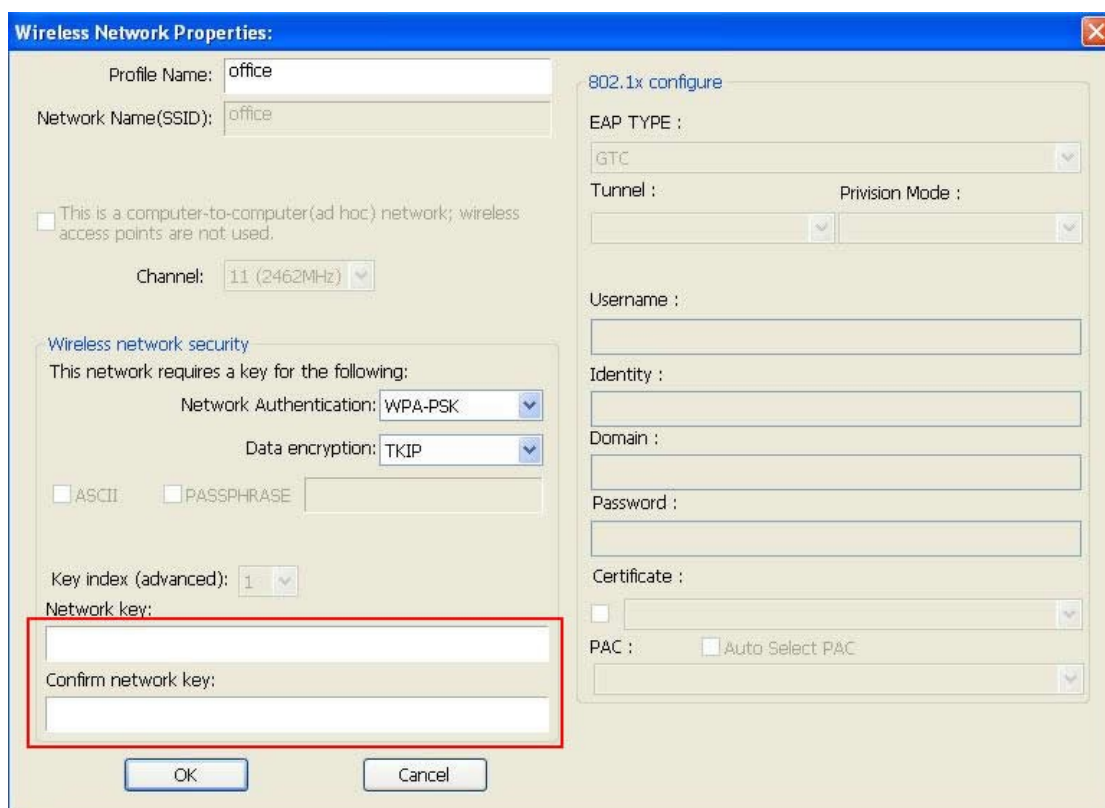 Wireless Network Properties:
Profile Name: office
Network Name(SSID): office
This is a computer-to-computer(ad hoc) network; wireless
access points are not used.
Channel: 11 (2462MHz)
Wireless network security
This network requires a key for the following:
Network Authentication: WPA-PSK
Data encryption: TKIP
ASCII PASSPHRASE
Key index (advanced): 1
Network key:
Confirm network key:
OK Cancel
802.1x configure
EAP TYPE :
GTC
Tunnel : Privision Mode :
Username :
Identity :
Domain :
Password :
Certificate :
PAC : Auto Select PAC